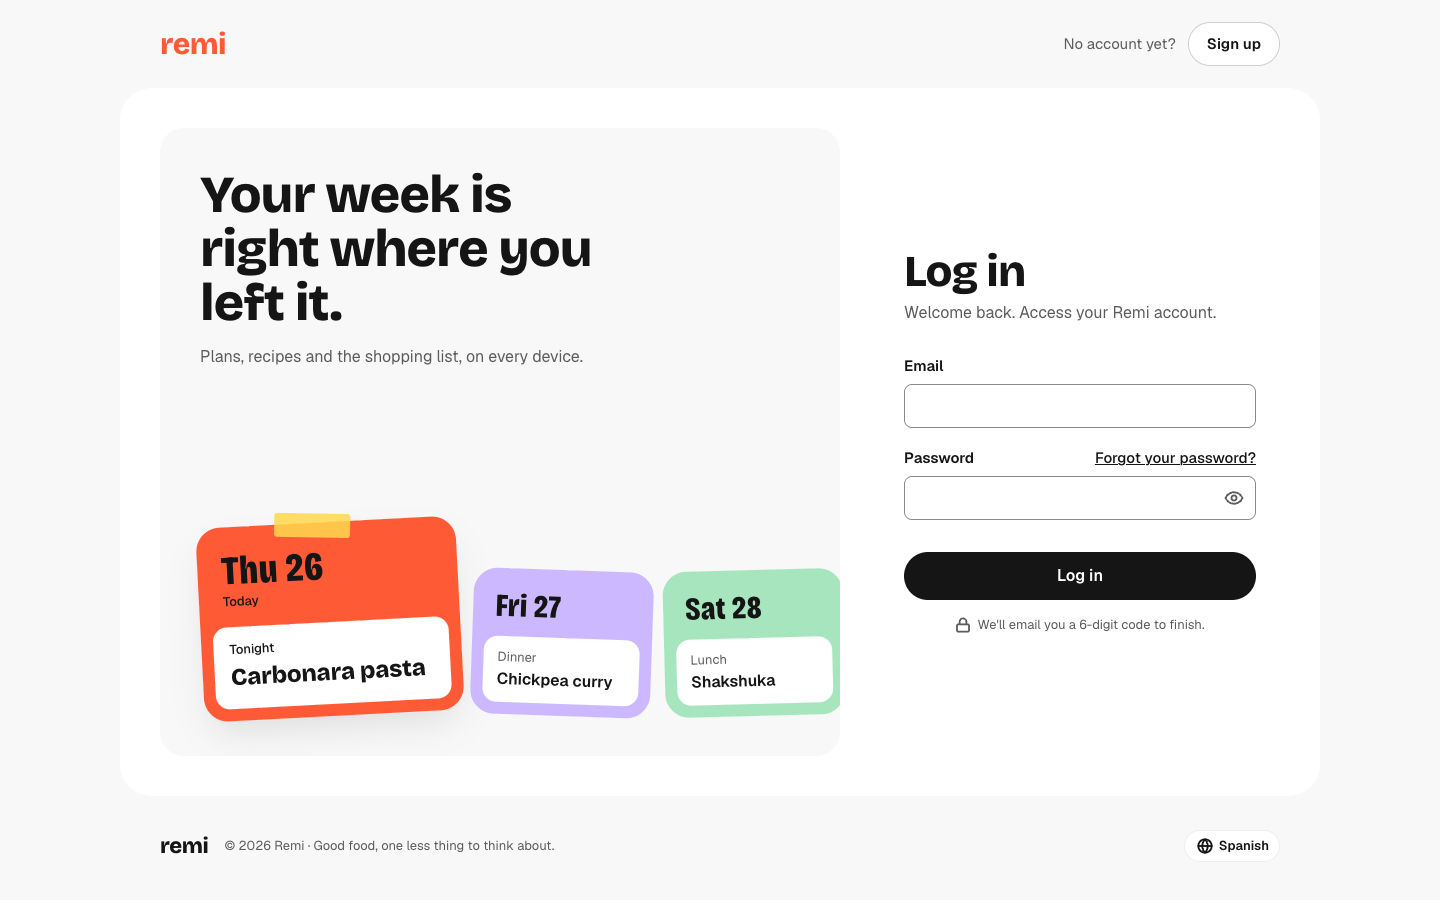 remi
No account yet?
Sign up
Your week is
right where you
left it.
Plans, recipes and the shopping list, on every device.
Thu 26
Today
Tonight
Carbonara pasta
Fri 27
Dinner
Chickpea curry
Sat 28
Lunch
Shakshuka
Log in
Welcome back. Access your Remi account.
Email
Password
Forgot your password?
Log in
We'll email you a 6-digit code to finish.
remi
© 2026 Remi · Good food, one less thing to think about.
Spanish